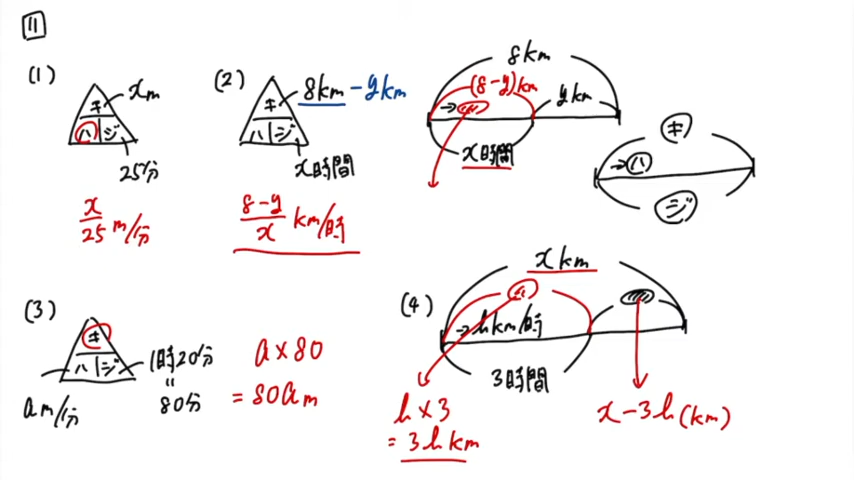 11
(1)
xm
キ
ハ ジ
25分
x/25 m/分
(2)
8km-ykm
キ
ハ ジ
x時間
8-y/x km/時
8km
(8-y)km
ykm
→ハ
x時間
キ
→ハ
ジ
(3)
キ
ハ ジ
am/分
1時20分
=
80分
a×80
=80am
(4)
xkm
ハ
→hkm/時
3時間
h×3
=3hkm
x-3h(km)